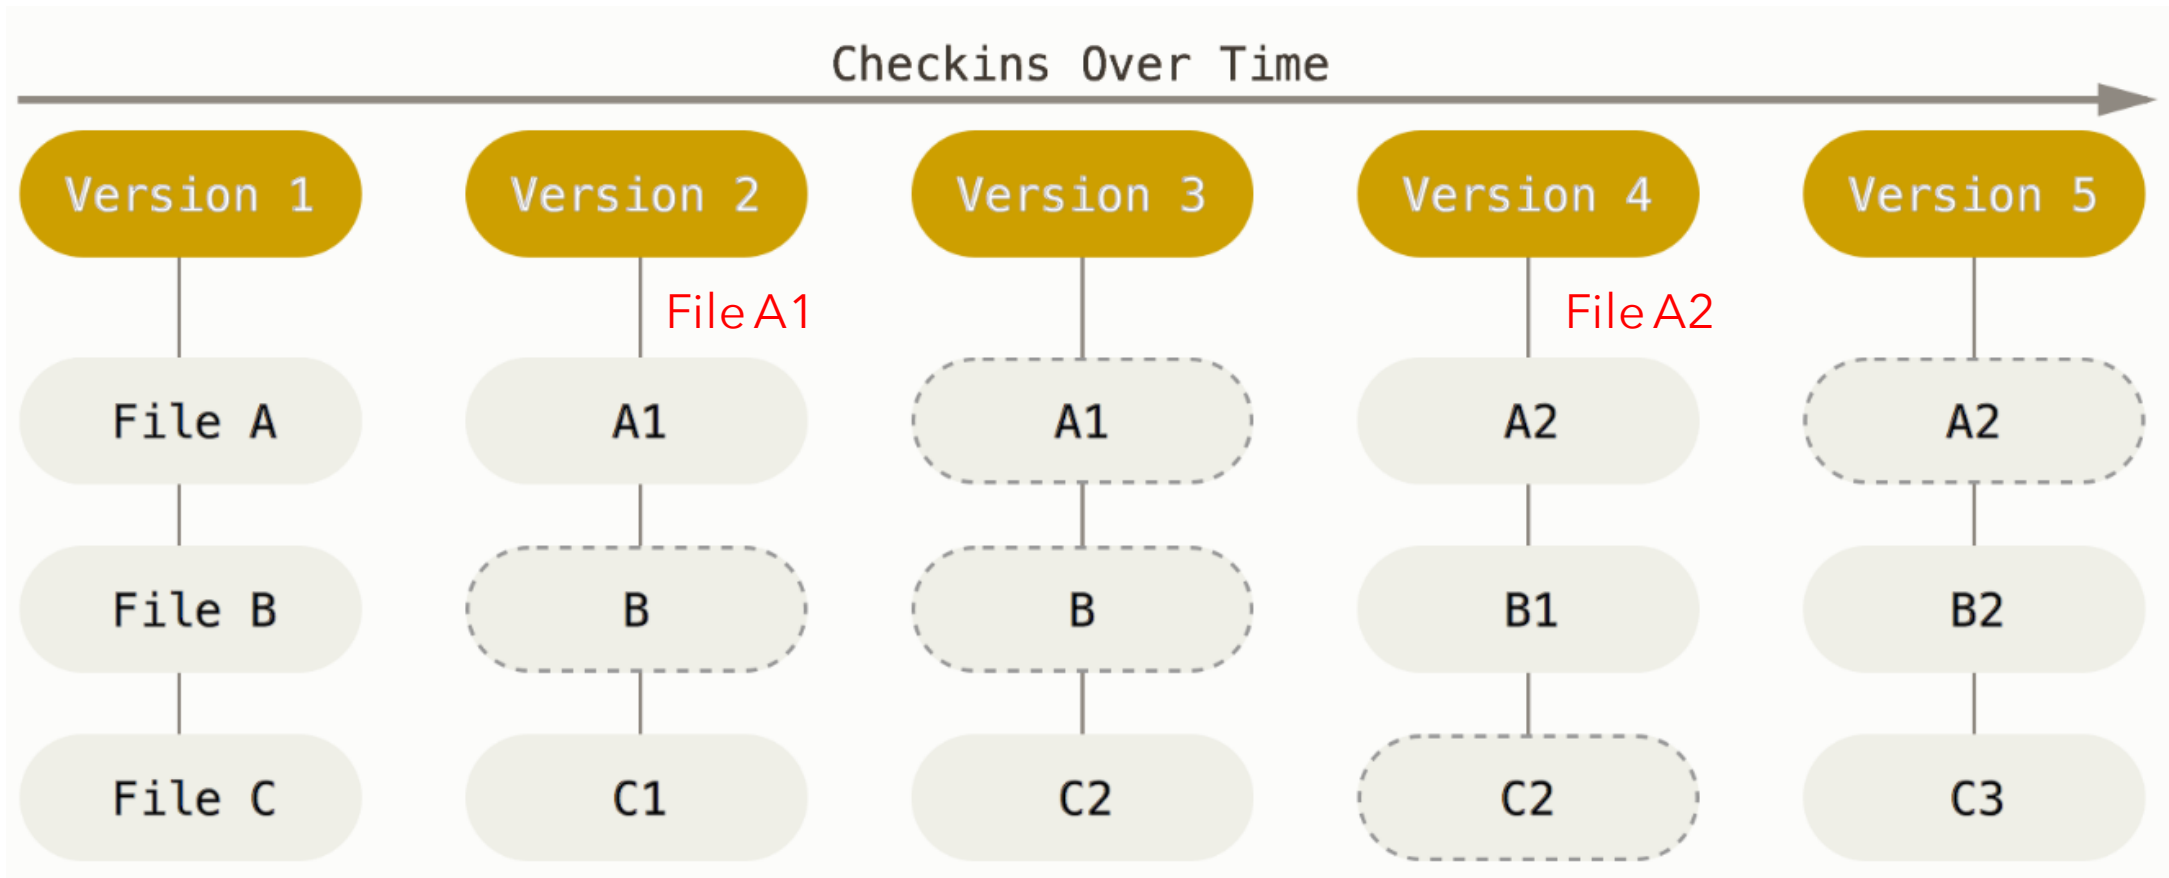 Checkins Over Time
Version 1 Version 2 Version 3 Version 4 Version 5
File A1 File A2
File A A1 A1 A2 A2
File B B B B1 B2
File C C1 C2 C2 C3